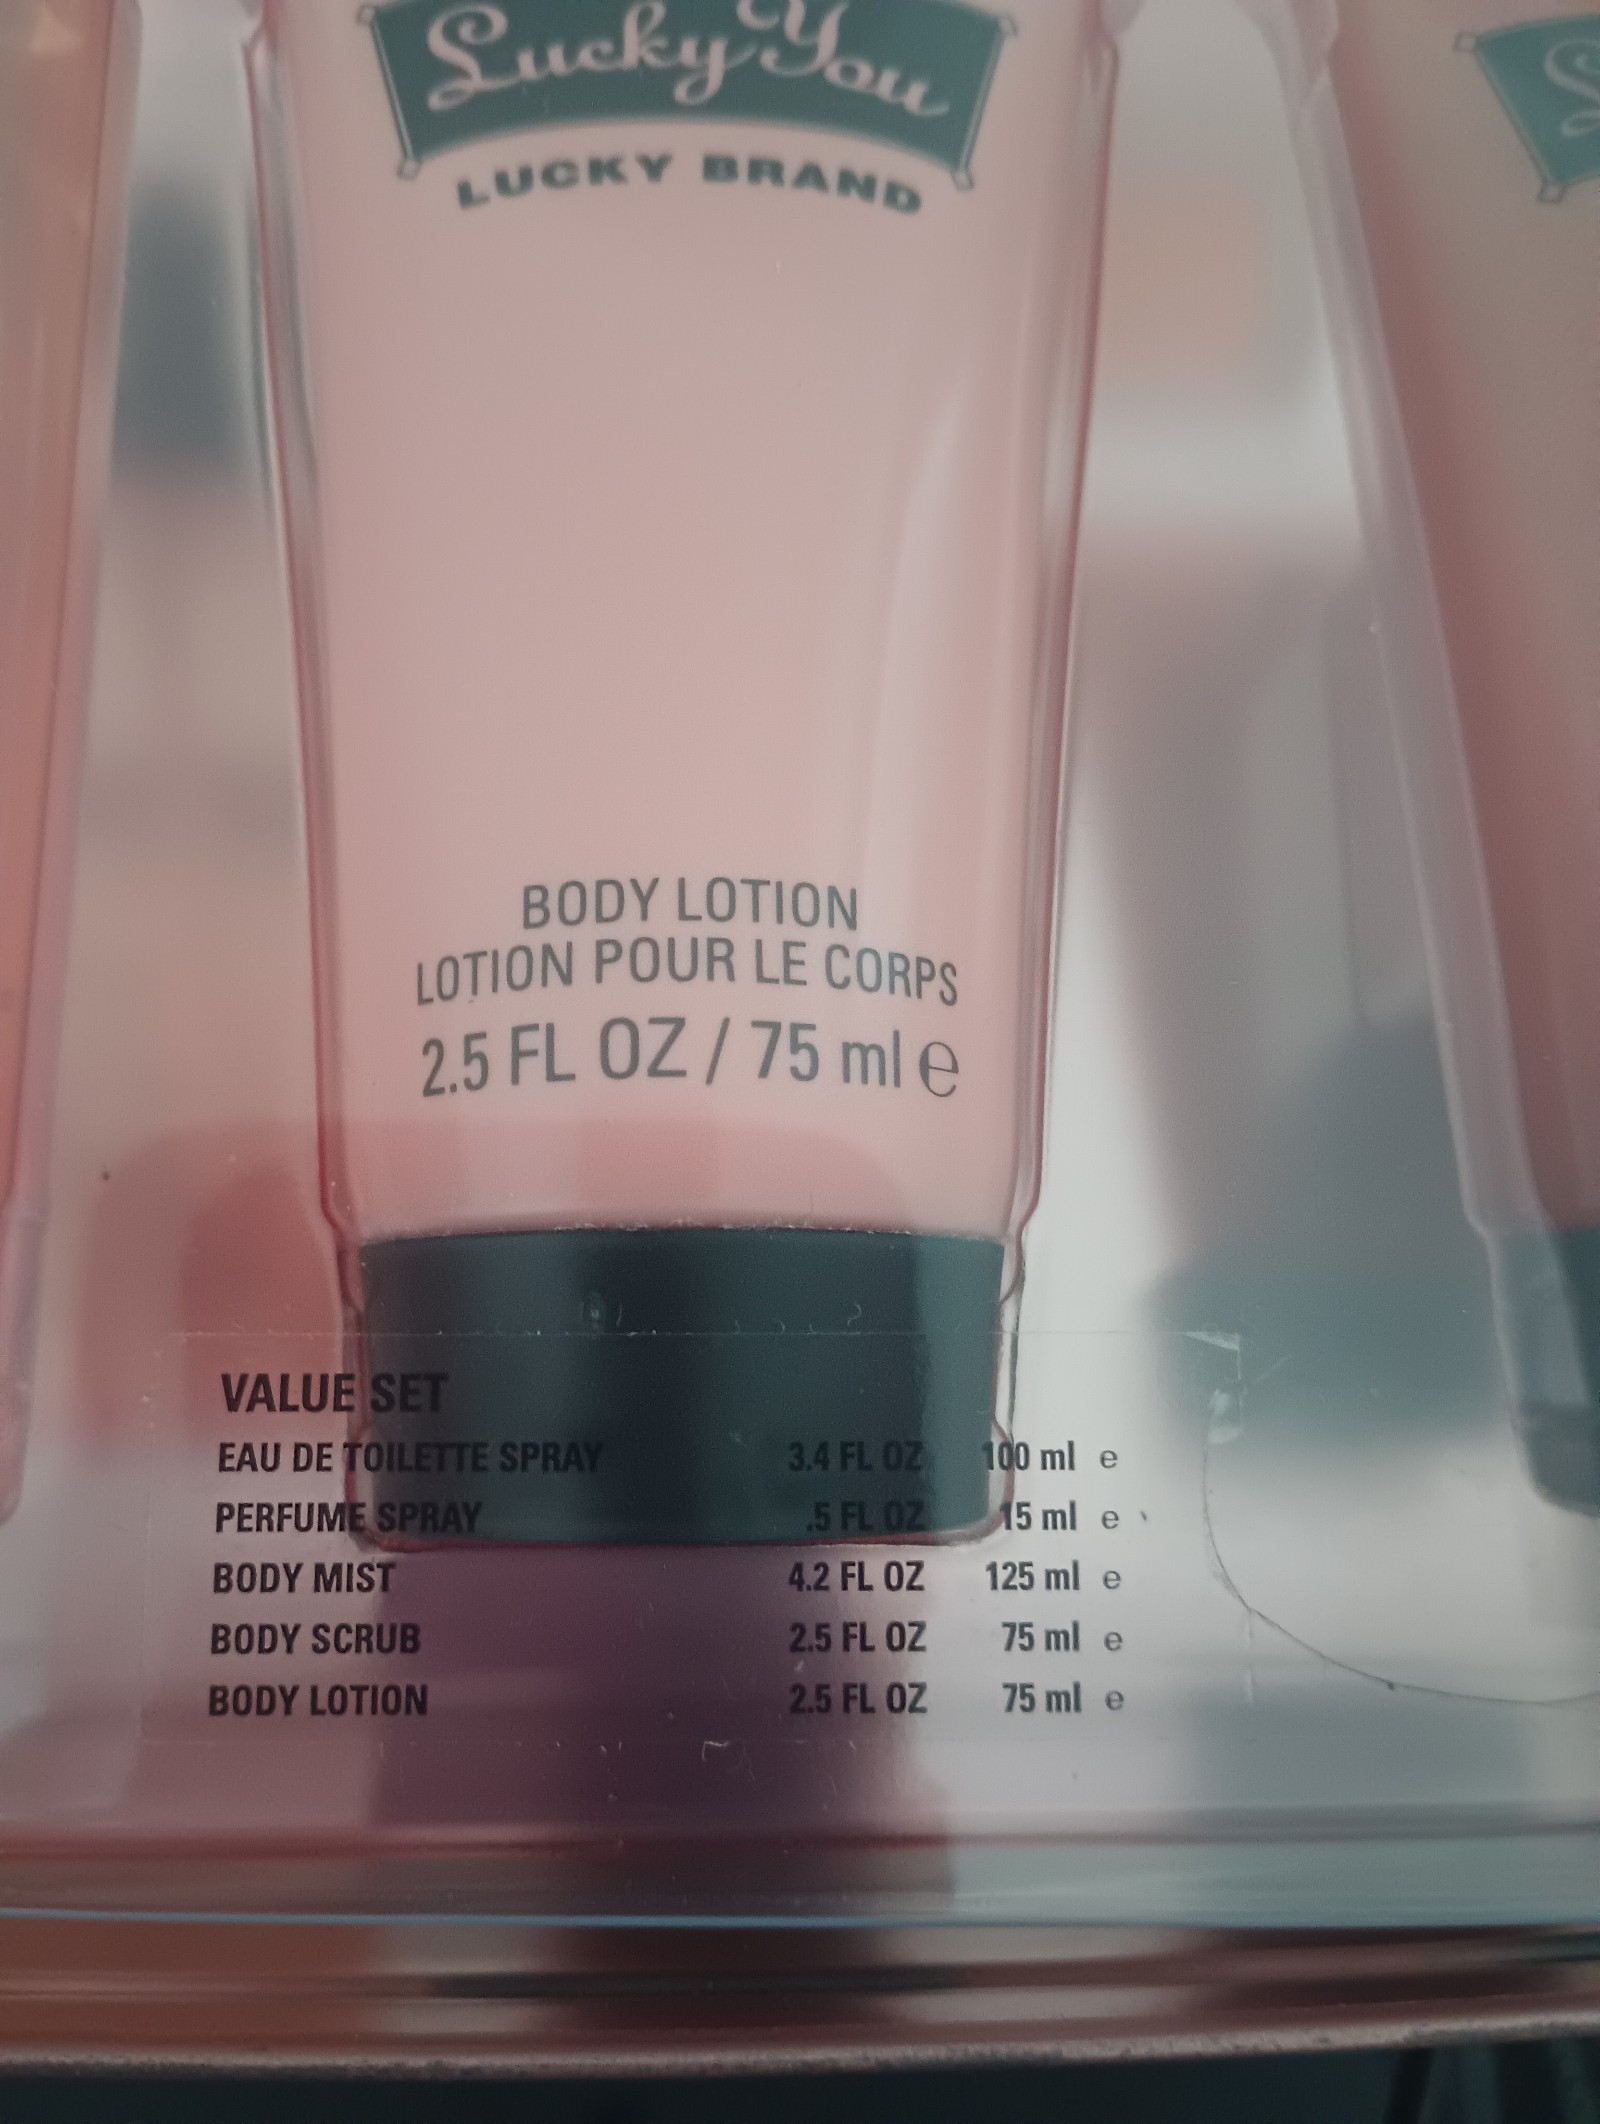 Lucky You
LUCKY BRAND
BODY LOTION
LOTION POUR LE CORPS
2.5 FL OZ / 75 ml e
VALUE SET
EAU DE TOILETTE SPRAY 3.4 FL OZ 100 ml e
PERFUME SPRAY .5 FL OZ 15 ml e
BODY MIST 4.2 FL OZ 125 ml e
BODY SCRUB 2.5 FL OZ 75 ml e
BODY LOTION 2.5 FL OZ 75 ml e